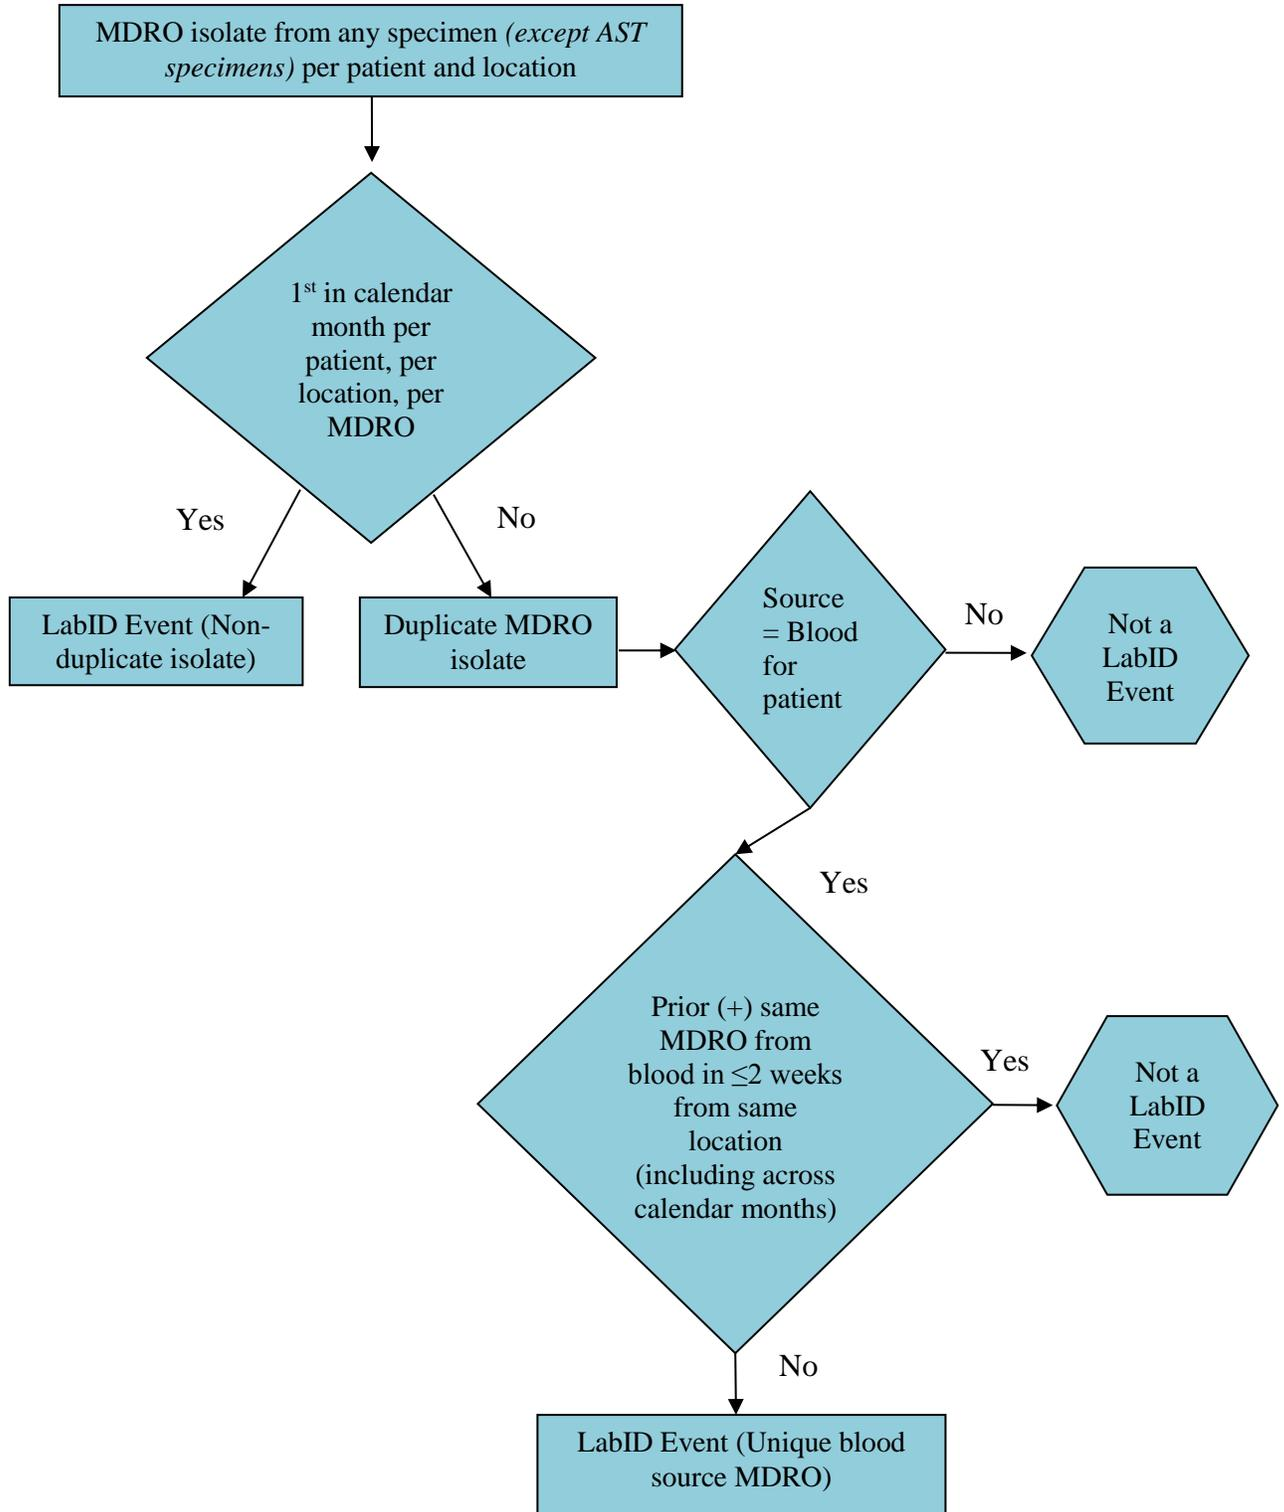 MDRO isolate from any specimen (except AST
specimens) per patient and location
1st in calendar
month per
patient, per
location, per
MDRO
Yes
No
LabID Event (Non-
duplicate isolate)
Duplicate MDRO
isolate
Source
= Blood
for
patient
No
Not a
LabID
Event
Yes
Prior (+) same
MDRO from
blood in ≤2 weeks
from same
location
(including across
calendar months)
Yes
Not a
LabID
Event
No
LabID Event (Unique blood
source MDRO)